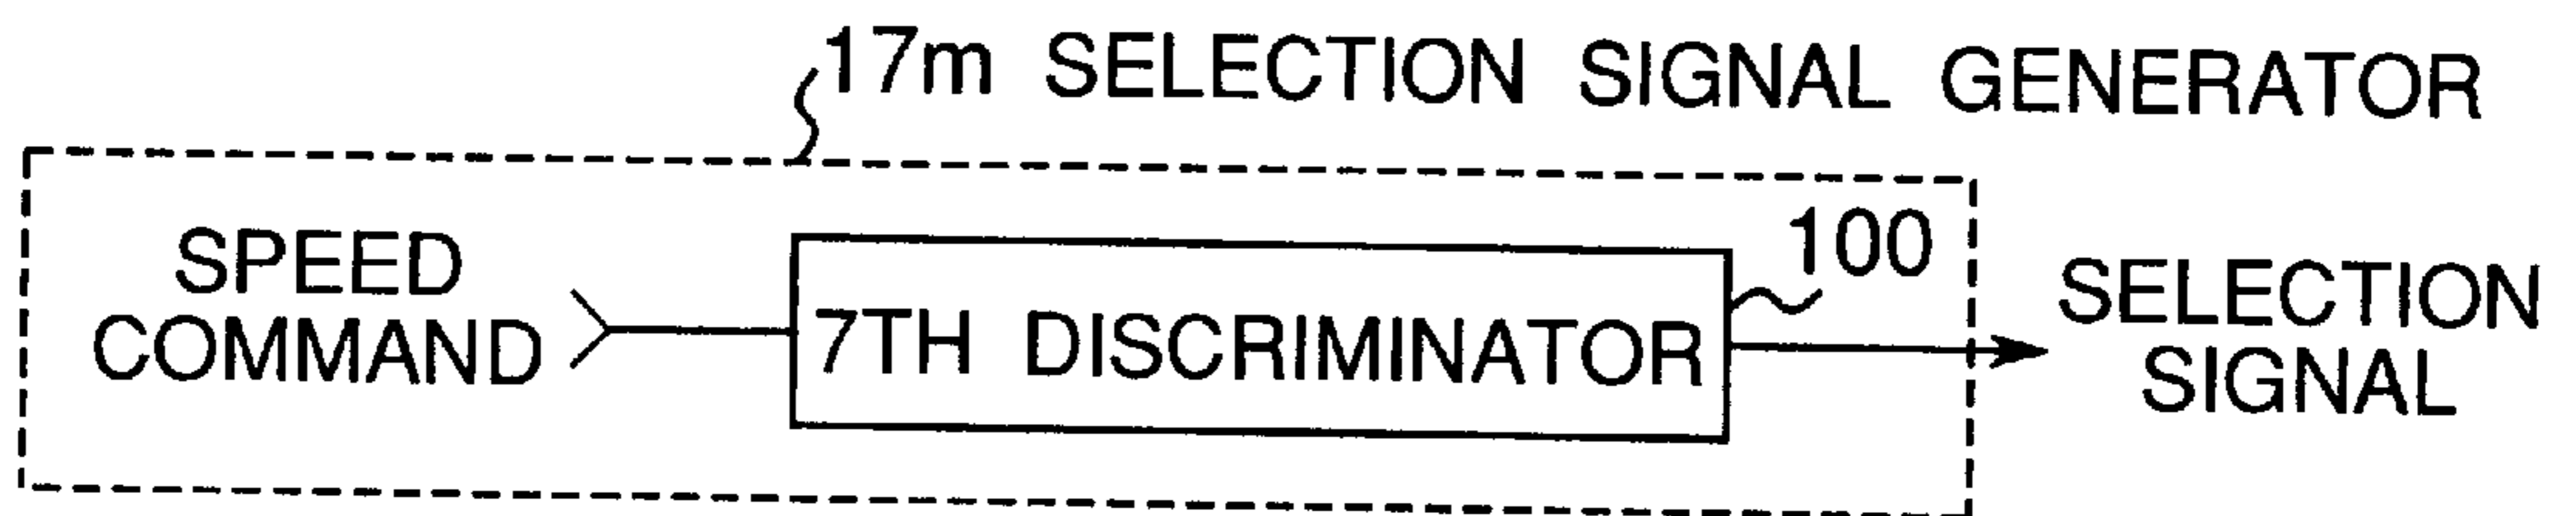 17m SELECTION SIGNAL GENERATOR
SPEED
COMMAND
7TH DISCRIMINATOR
100
SELECTION
SIGNAL